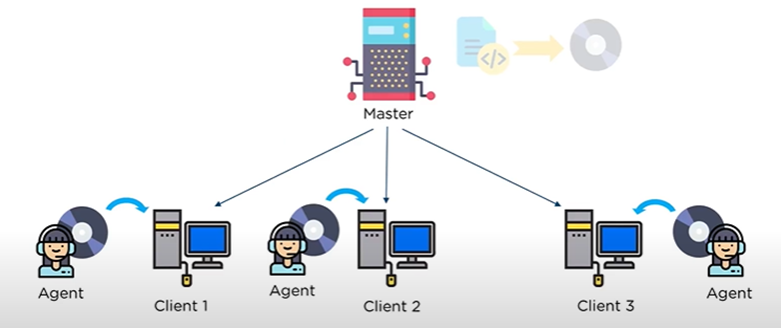 </>
Master
Agent
Client 1
Agent
Client 2
Client 3
Agent